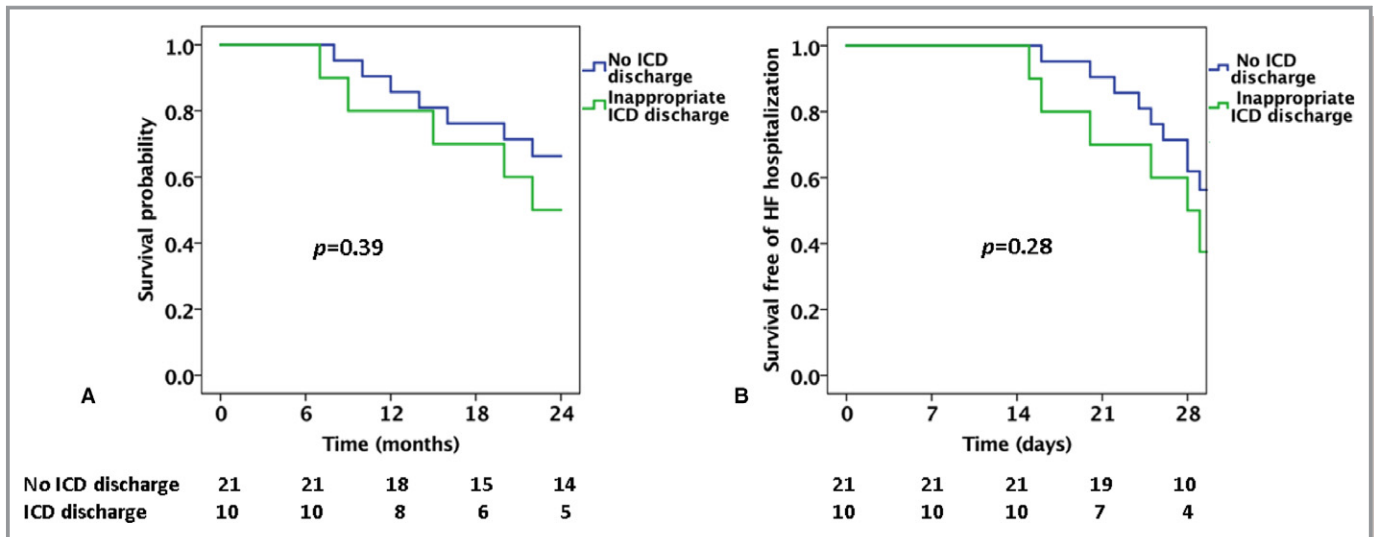 1.0
0.8
0.6
0.4
0.2
0.0
Survival probability
p=0.39
No ICD
discharge
Inappropriate
ICD discharge
A
0 6 12 18 24
Time (months)
1.0
0.8
0.6
0.4
0.2
0.0
Survival free of HF hospitalization
p=0.28
No ICD
discharge
Inappropriate
ICD discharge
B
0 7 14 21 28
Time (days)
No ICD discharge 21 21 18 15 14 21 21 21 19 10
ICD discharge 10 10 8 6 5 10 10 10 7 4